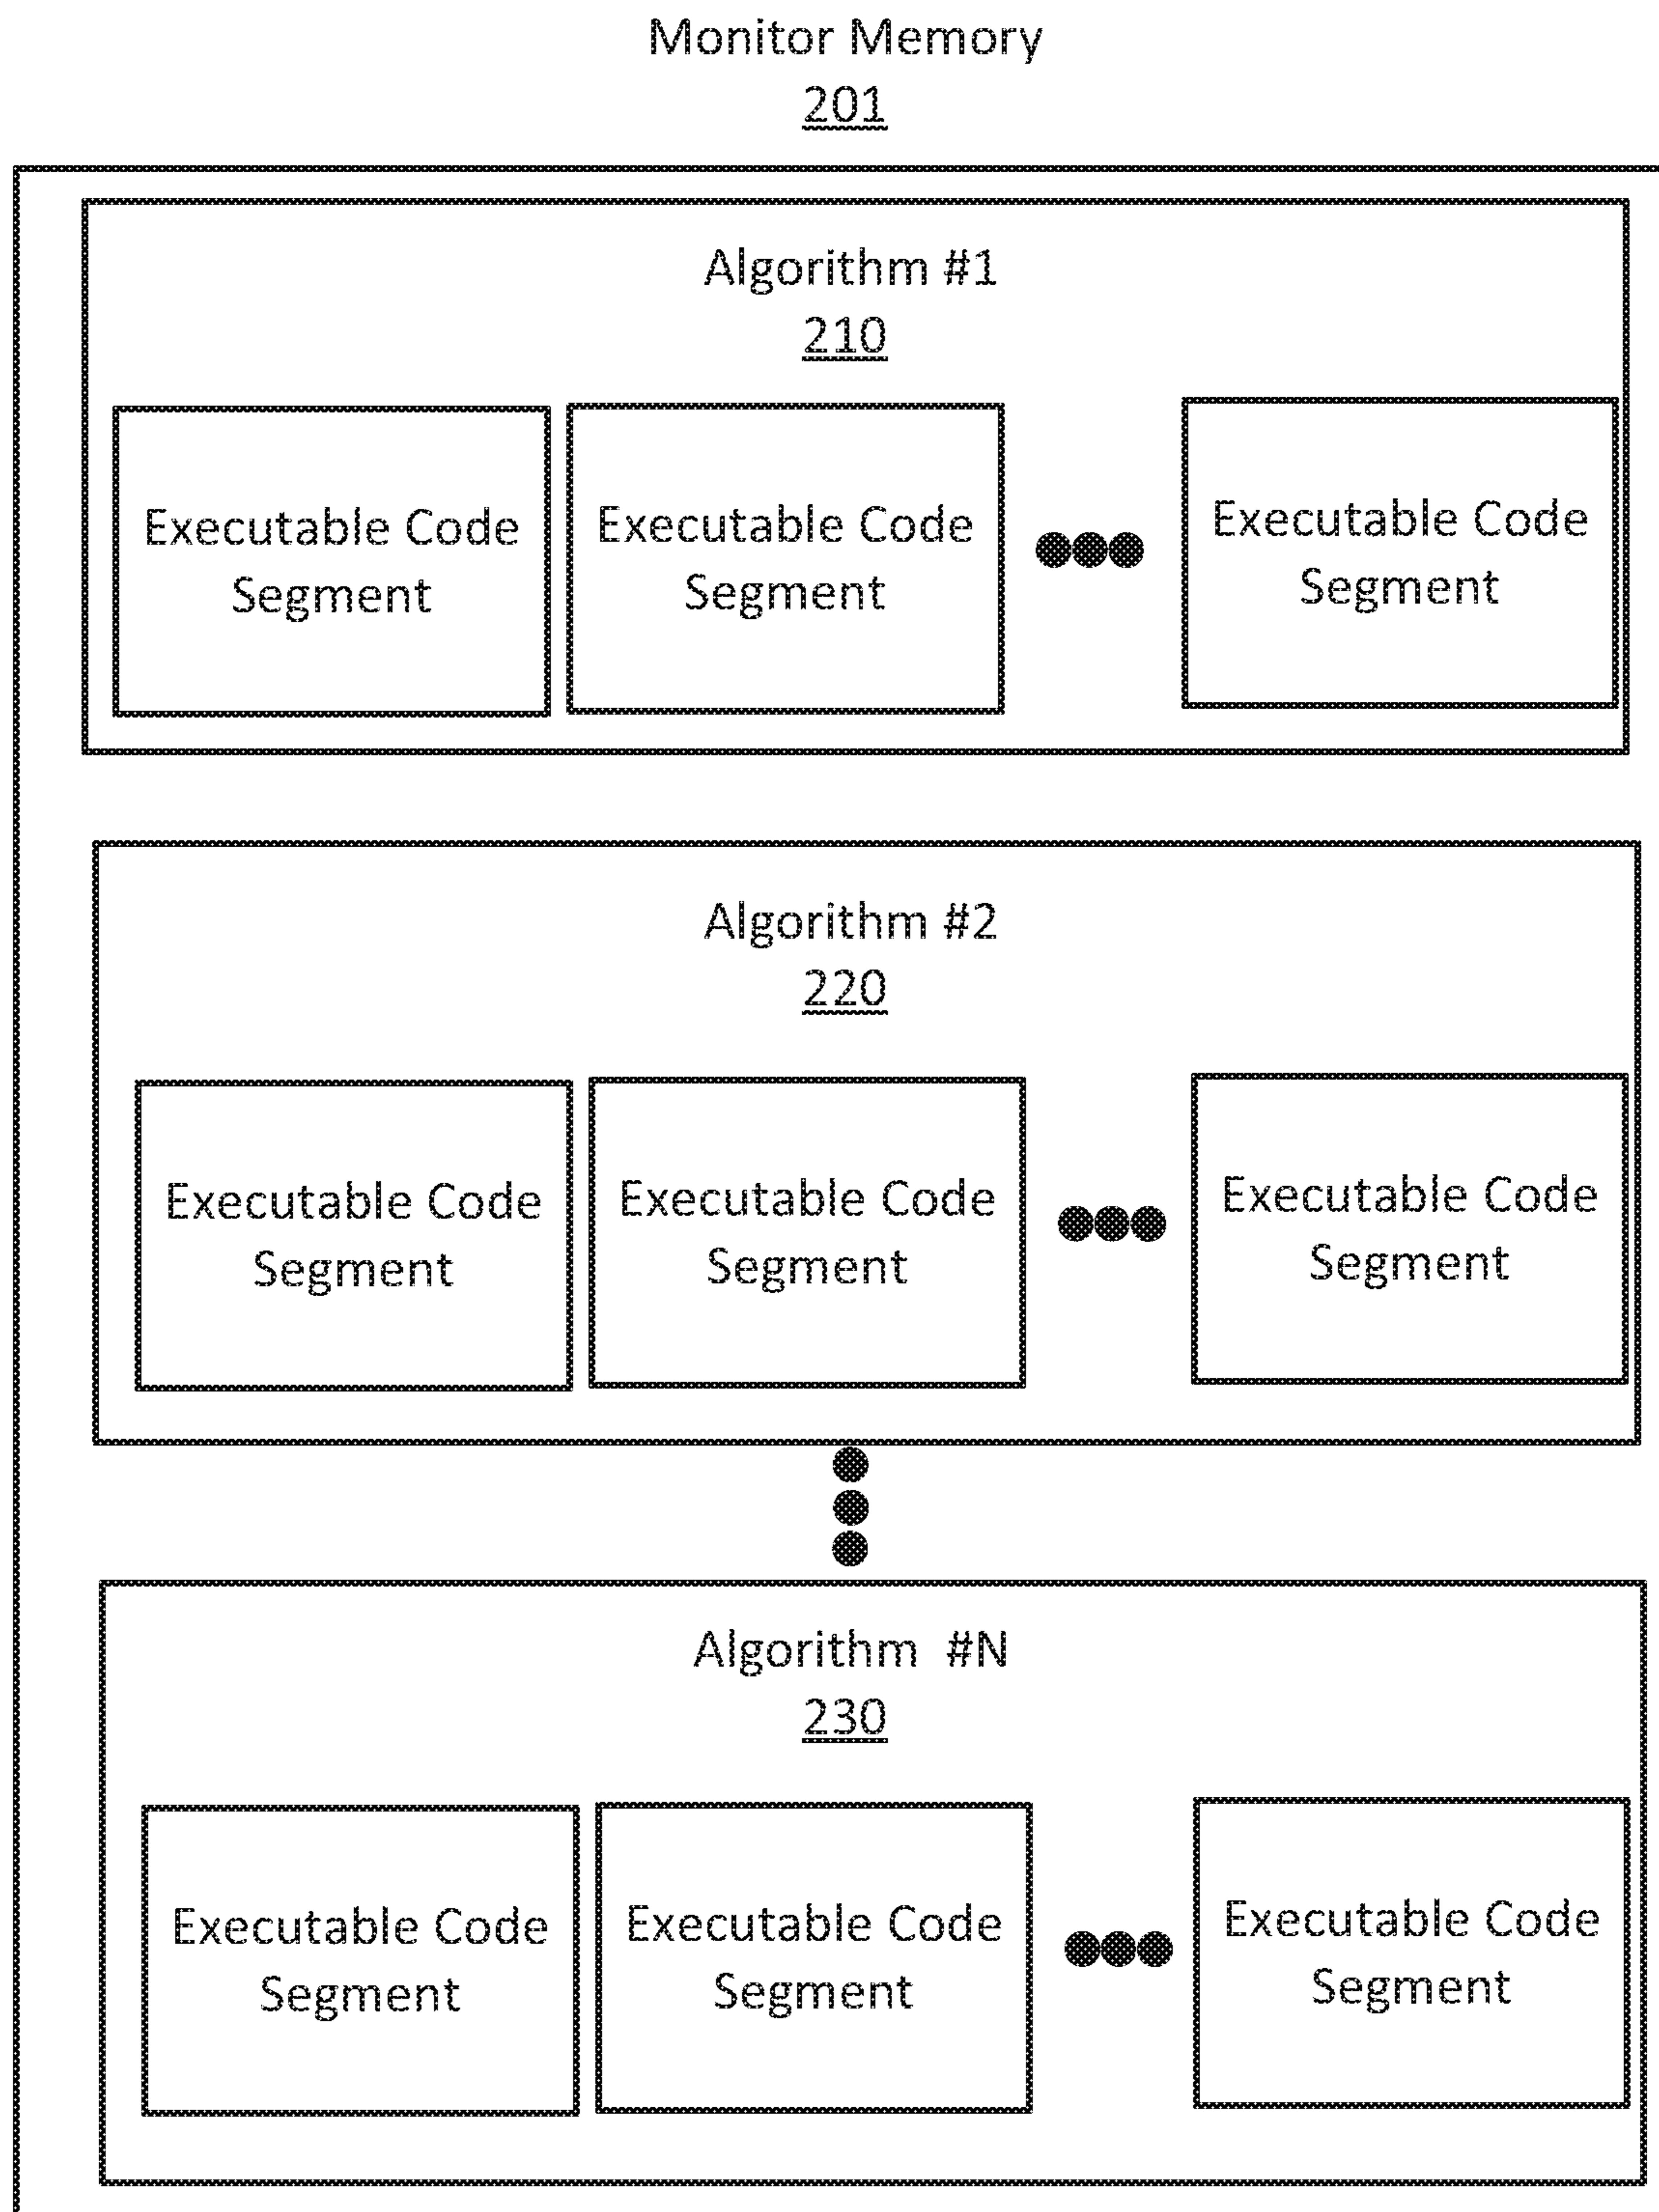 Monitor Memory
201
Algorithm #1
210
Executable Code
Segment
Executable Code
Segment
Executable Code
Segment
Algorithm #2
220
Executable Code
Segment
Executable Code
Segment
Executable Code
Segment
Algorithm #N
230
Executable Code
Segment
Executable Code
Segment
Executable Code
Segment